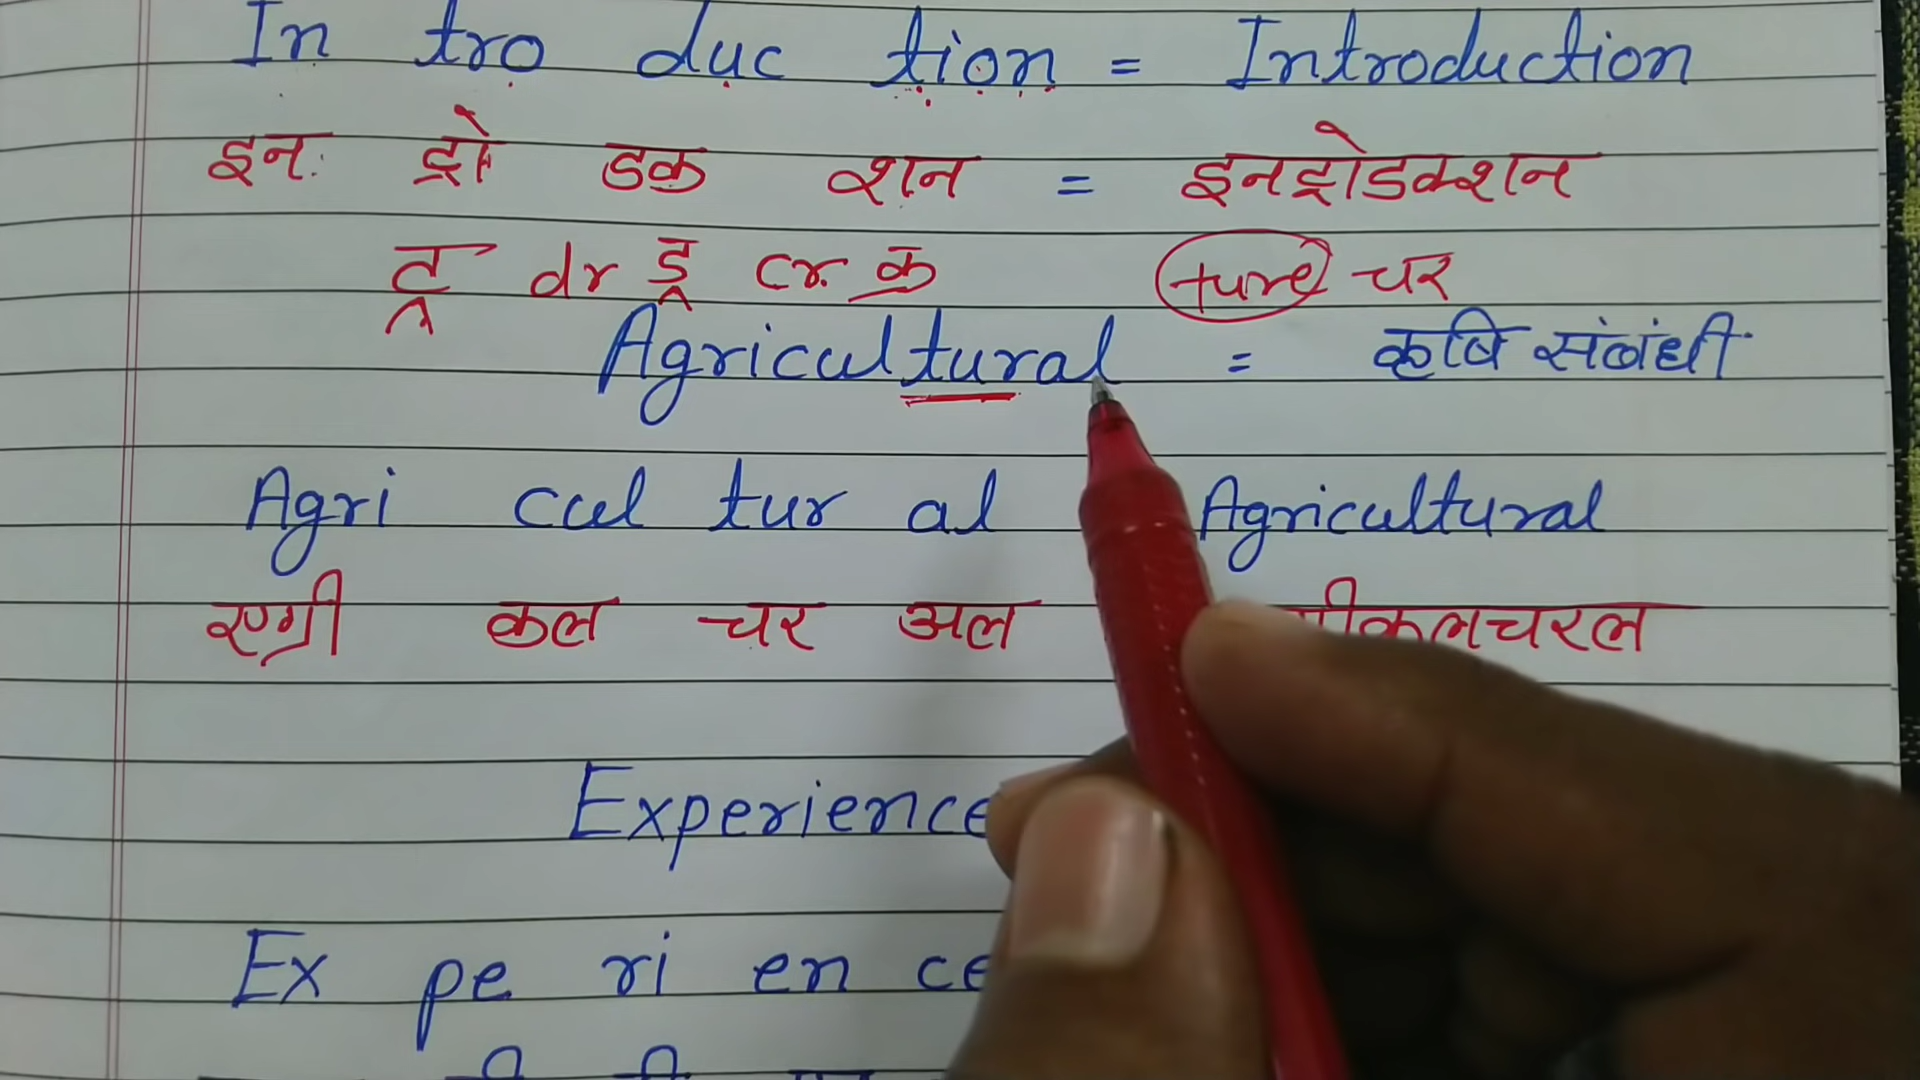 In tro duc tion = Introduction
इन ट्रो डक शन = इनट्रोडक्शन
ट्र dr ड्र cr. क्र ture चर
Agricultural = कृषि संबंधी
Agri cul tur al Agricultural
एग्री कल चर अल ग्रीकलचरल
Experience
Ex pe ri en ce